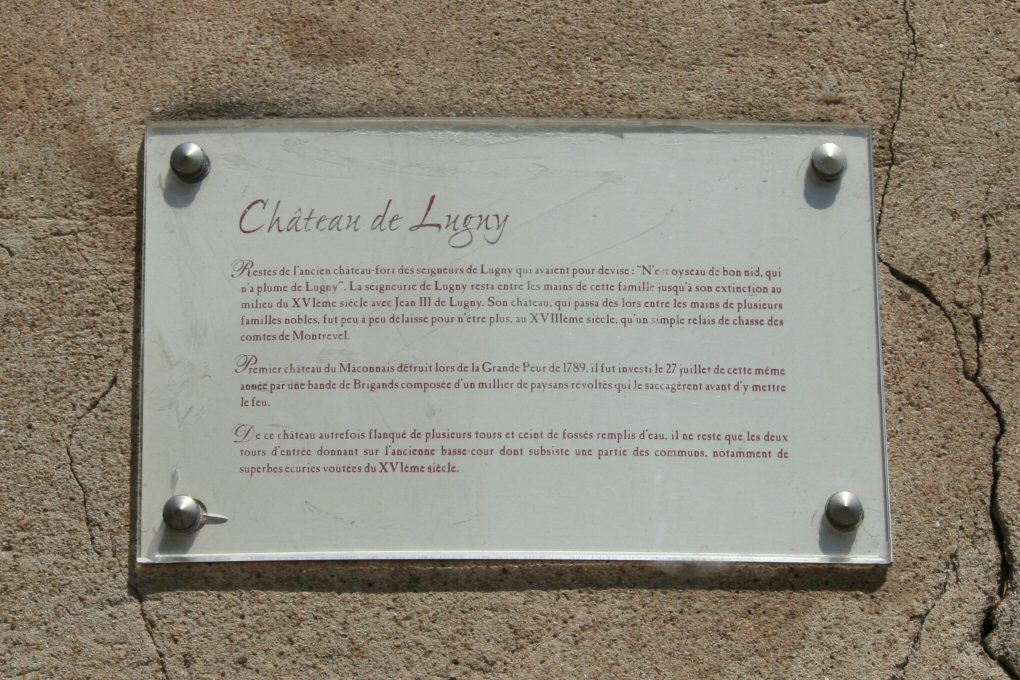 Château de Lugny
Restes de l'ancien château-fort des seigneurs de Lugny qui avaient pour devise : "N'est oyseau de bon nid, qui
n'a plume de Lugny". La seigneurie de Lugny resta entre les mains de cette famille jusqu'à son extinction au
milieu du XVIème siècle avec Jean III de Lugny. Son château, qui passa dès lors entre les mains de plusieurs
familles nobles, fut peu à peu délaissé pour n'être plus, au XVIIIème siècle, qu'un simple relais de chasse des
comtes de Montrevel.
Premier château du Mâconnais détruit lors de la Grande Peur de 1789, il fut investi le 27 juillet de cette même
année par une bande de Brigands composée d'un millier de paysans révoltés qui le saccagèrent avant d'y mettre
le feu.
De ce château autrefois flanqué de plusieurs tours et ceint de fossés remplis d'eau, il ne reste que les deux
tours d'entrée donnant sur l'ancienne basse-cour dont subsiste une partie des communs, notamment de
superbes écuries voûtées du XVIème siècle.